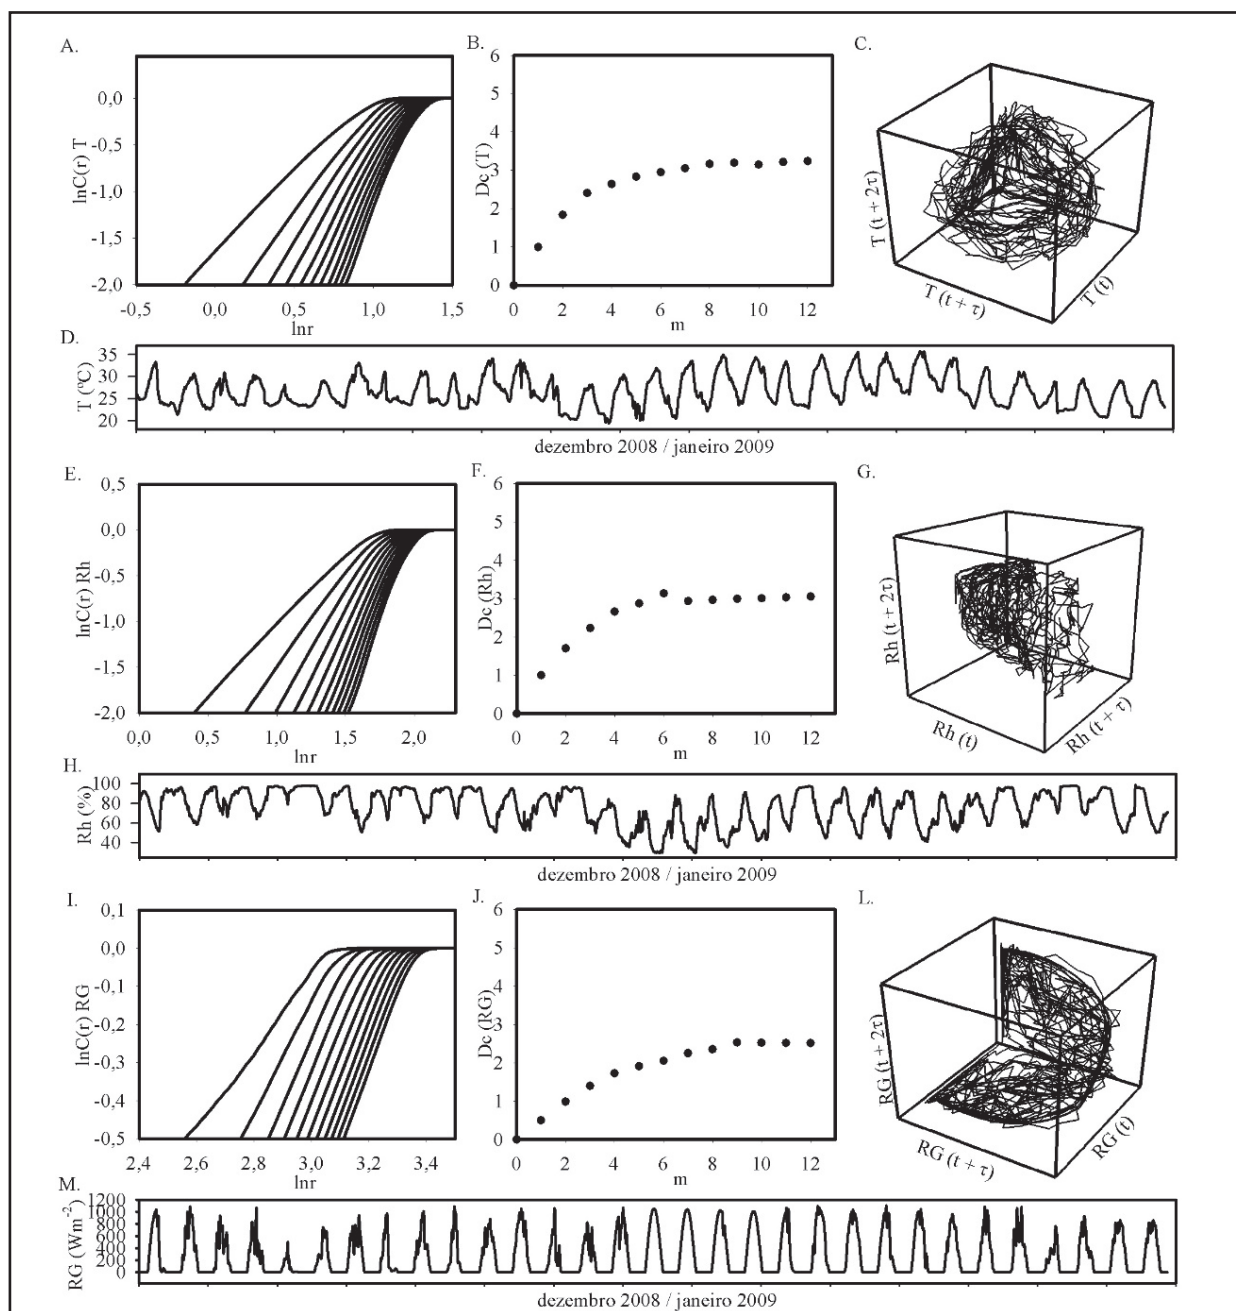 A.
0,0
-0,5
-1,0
-1,5
-2,0
lnC(r) T
-0,5 0,0 0,5 1,0 1,5
lnr
B.
6
5
4
3
2
1
0
Dc (T)
0 2 4 6 8 10 12
m
C.
T (t + 2τ)
T (t + τ)
T (t)
D.
35
30
25
20
T (ºC)
dezembro 2008 / janeiro 2009
E.
0,5
0,0
-0,5
-1,0
-1,5
-2,0
lnC(r) Rh
0,0 0,5 1,0 1,5 2,0
lnr
F.
6
5
4
3
2
1
0
Dc (Rh)
0 2 4 6 8 10 12
m
G.
Rh (t + 2τ)
Rh (t)
Rh (t + τ)
H.
100
80
60
40
Rh (%)
dezembro 2008 / janeiro 2009
I.
0,1
0,0
-0,1
-0,2
-0,3
-0,4
-0,5
lnC(r) RG
2,4 2,6 2,8 3,0 3,2 3,4
lnr
J.
6
5
4
3
2
1
0
Dc (RG)
0 2 4 6 8 10 12
m
L.
RG (t + 2τ)
RG (t + τ)
RG (t)
M.
1200
1000
800
600
400
200
0
RG (Wm-2)
dezembro 2008 / janeiro 2009